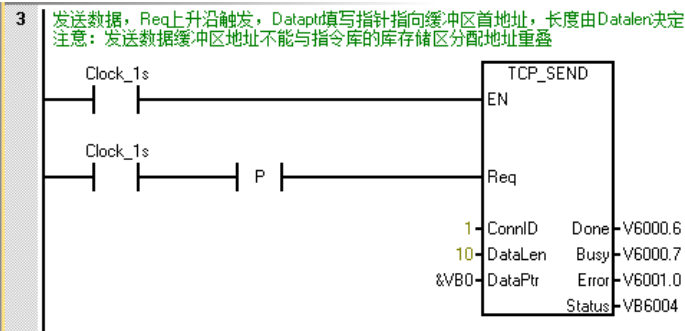 3
发送数据，Req上升沿触发，Dataptr填写指针指向缓冲区首地址，长度由Datalen决定
注意：发送数据缓冲区地址不能与指令库的库存储区分配地址重叠
Clock_1s
TCP_SEND
EN
Clock_1s
P
Req
1 ConnID Done V6000.6
10 DataLen Busy V6000.7
&VB0 DataPtr Error V6001.0
Status VB6004